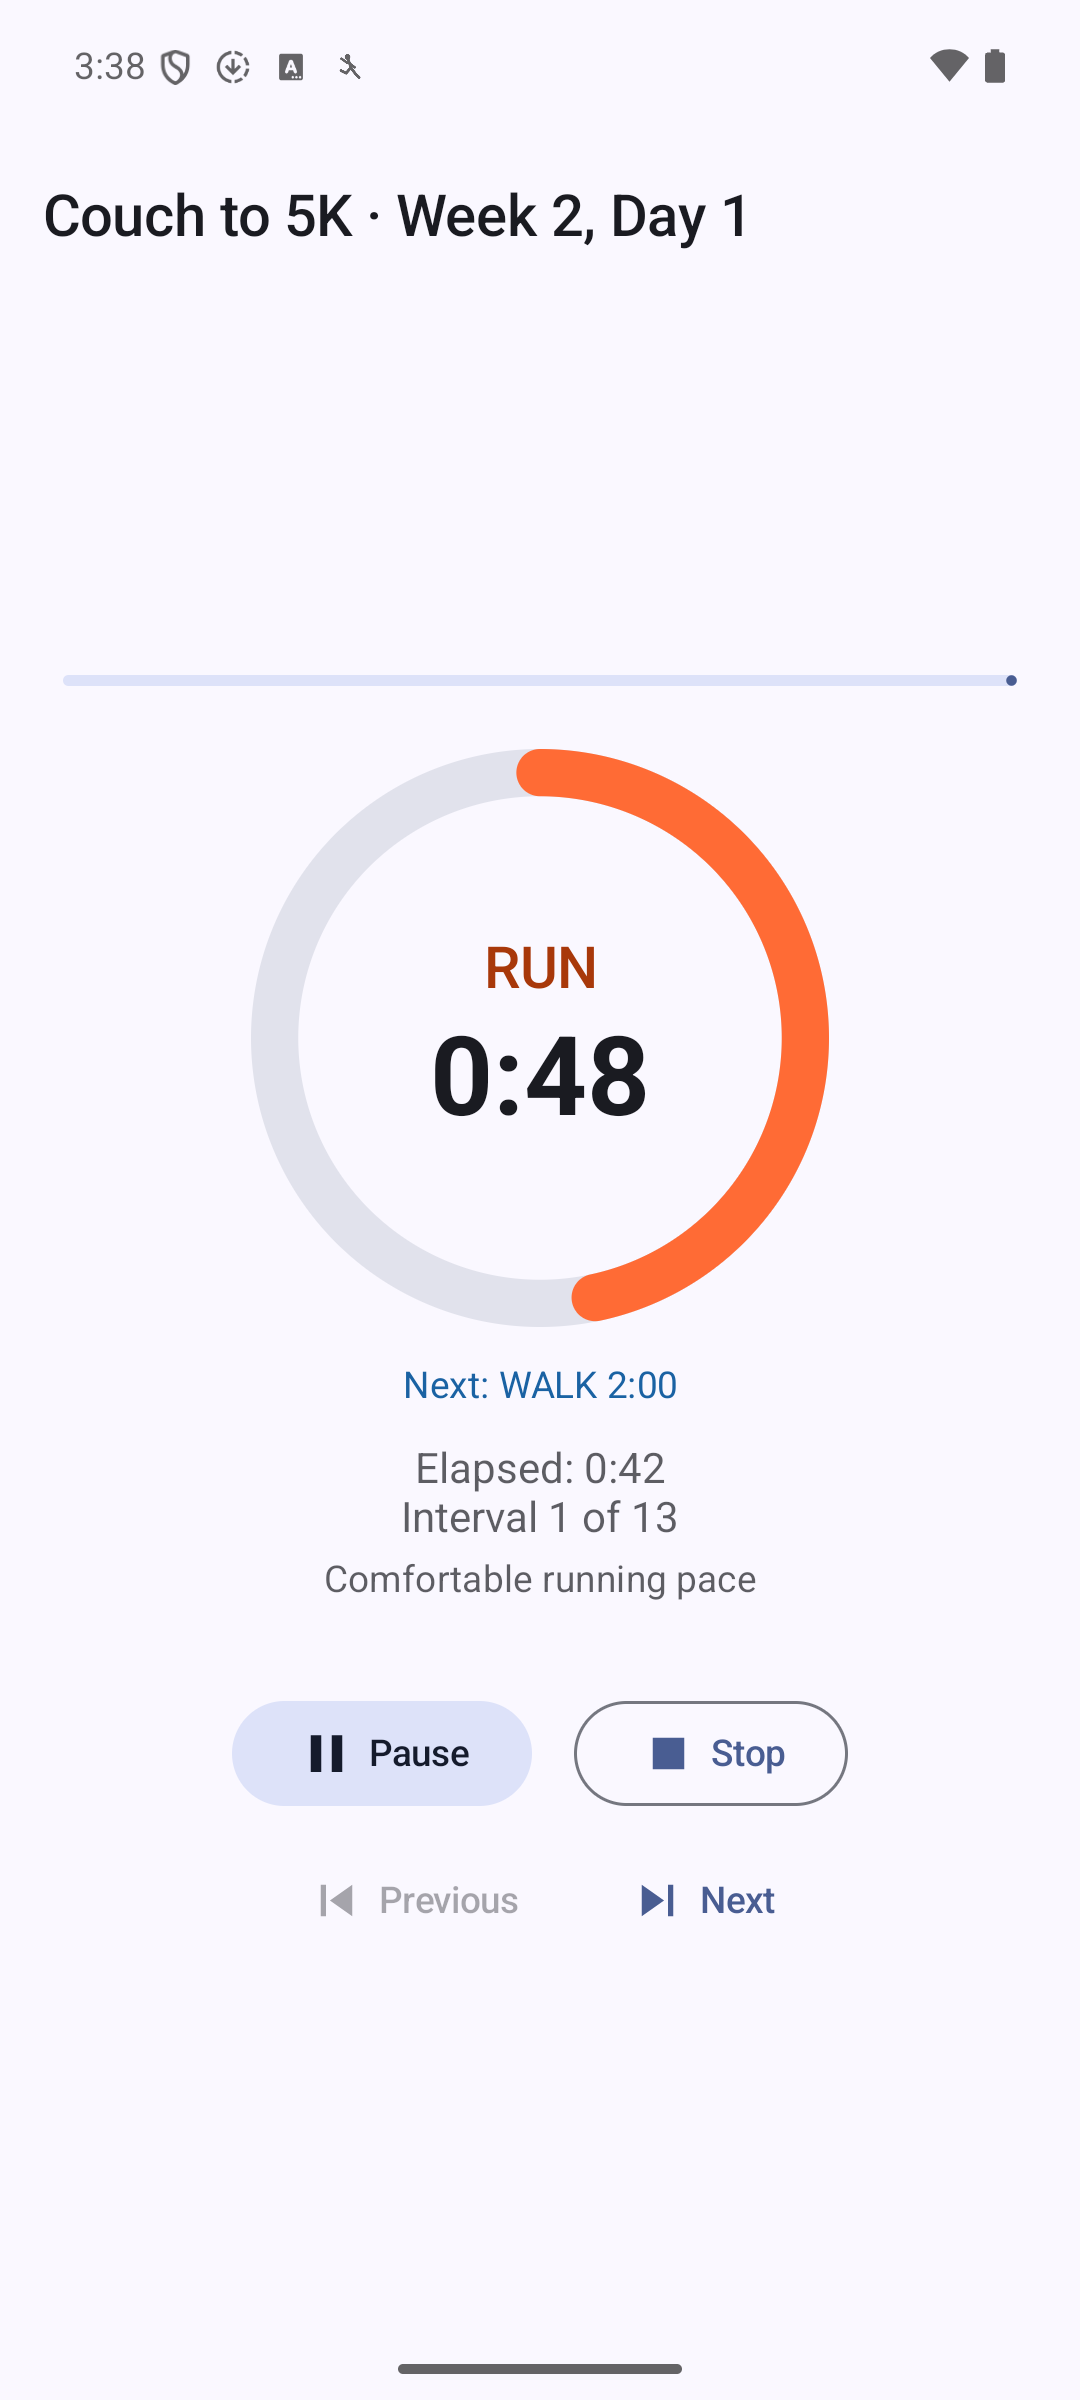 3:38
Couch to 5K · Week 2, Day 1
RUN
0:48
Next: WALK 2:00
Elapsed: 0:42
Interval 1 of 13
Comfortable running pace
Pause
Stop
Previous
Next